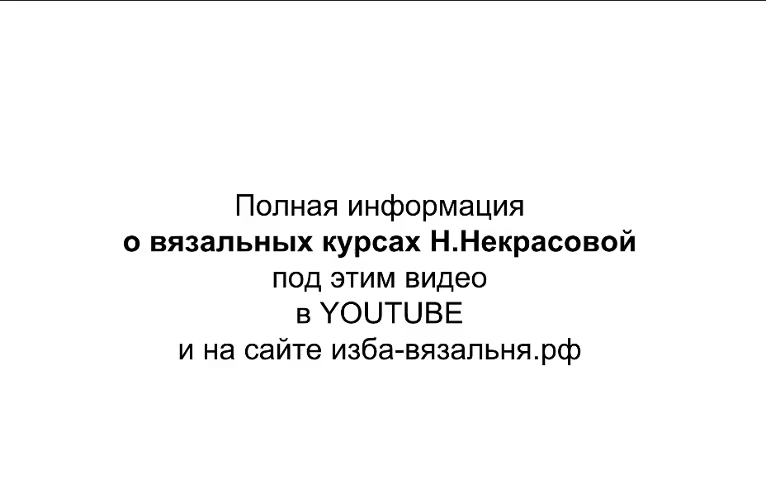 Полная информация
о вязальных курсах Н.Некрасовой
под этим видео
в YOUTUBE
и на сайте изба-вязальня.рф